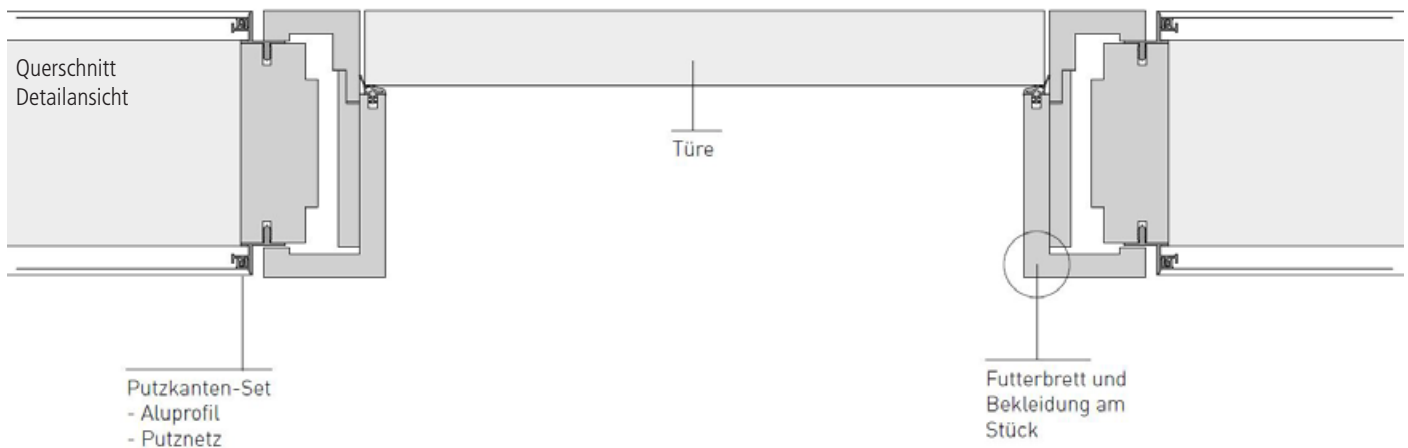 Querschnitt
Detailansicht
Türe
Putzkanten-Set
- Aluprofil
- Putznetz
Futterbrett und
Bekleidung am
Stück